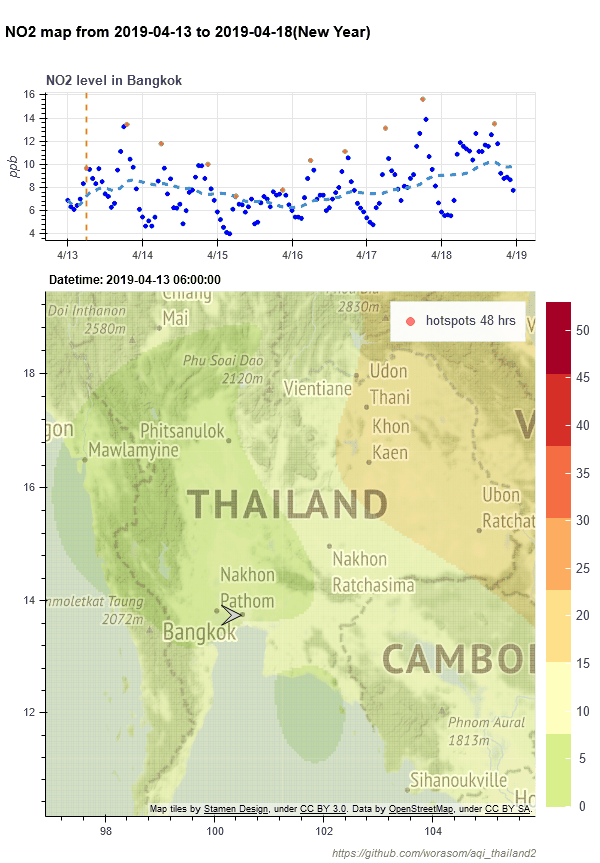 NO2 map from 2019-04-13 to 2019-04-18(New Year)
NO2 level in Bangkok
ppb
16
14
12
10
8
6
4
4/13 4/14 4/15 4/16 4/17 4/18 4/19
Datetime: 2019-04-13 06:00:00
hotspots 48 hrs
Chiang
Mai
Doi Inthanon
2580m
2830m
Phu Soai Dao
2120m
Vientiane
Udon
Thani
Phitsanulok
Khon
Kaen
Mawlamyine
THAILAND
Ubon
Ratchat
Nakhon
Ratchasima
Nakhon
Pathom
Bangkok
nmoletkat Taung
2072m
CAMBO
Phnom Aural
1813m
Sihanoukville
Map tiles by Stamen Design, under CC BY 3.0. Data by OpenStreetMap, under CC BY SA.
18
16
14
12
98 100 102 104
50
45
40
35
30
25
20
15
10
5
0
https://github.com/worasom/aqi_thailand2